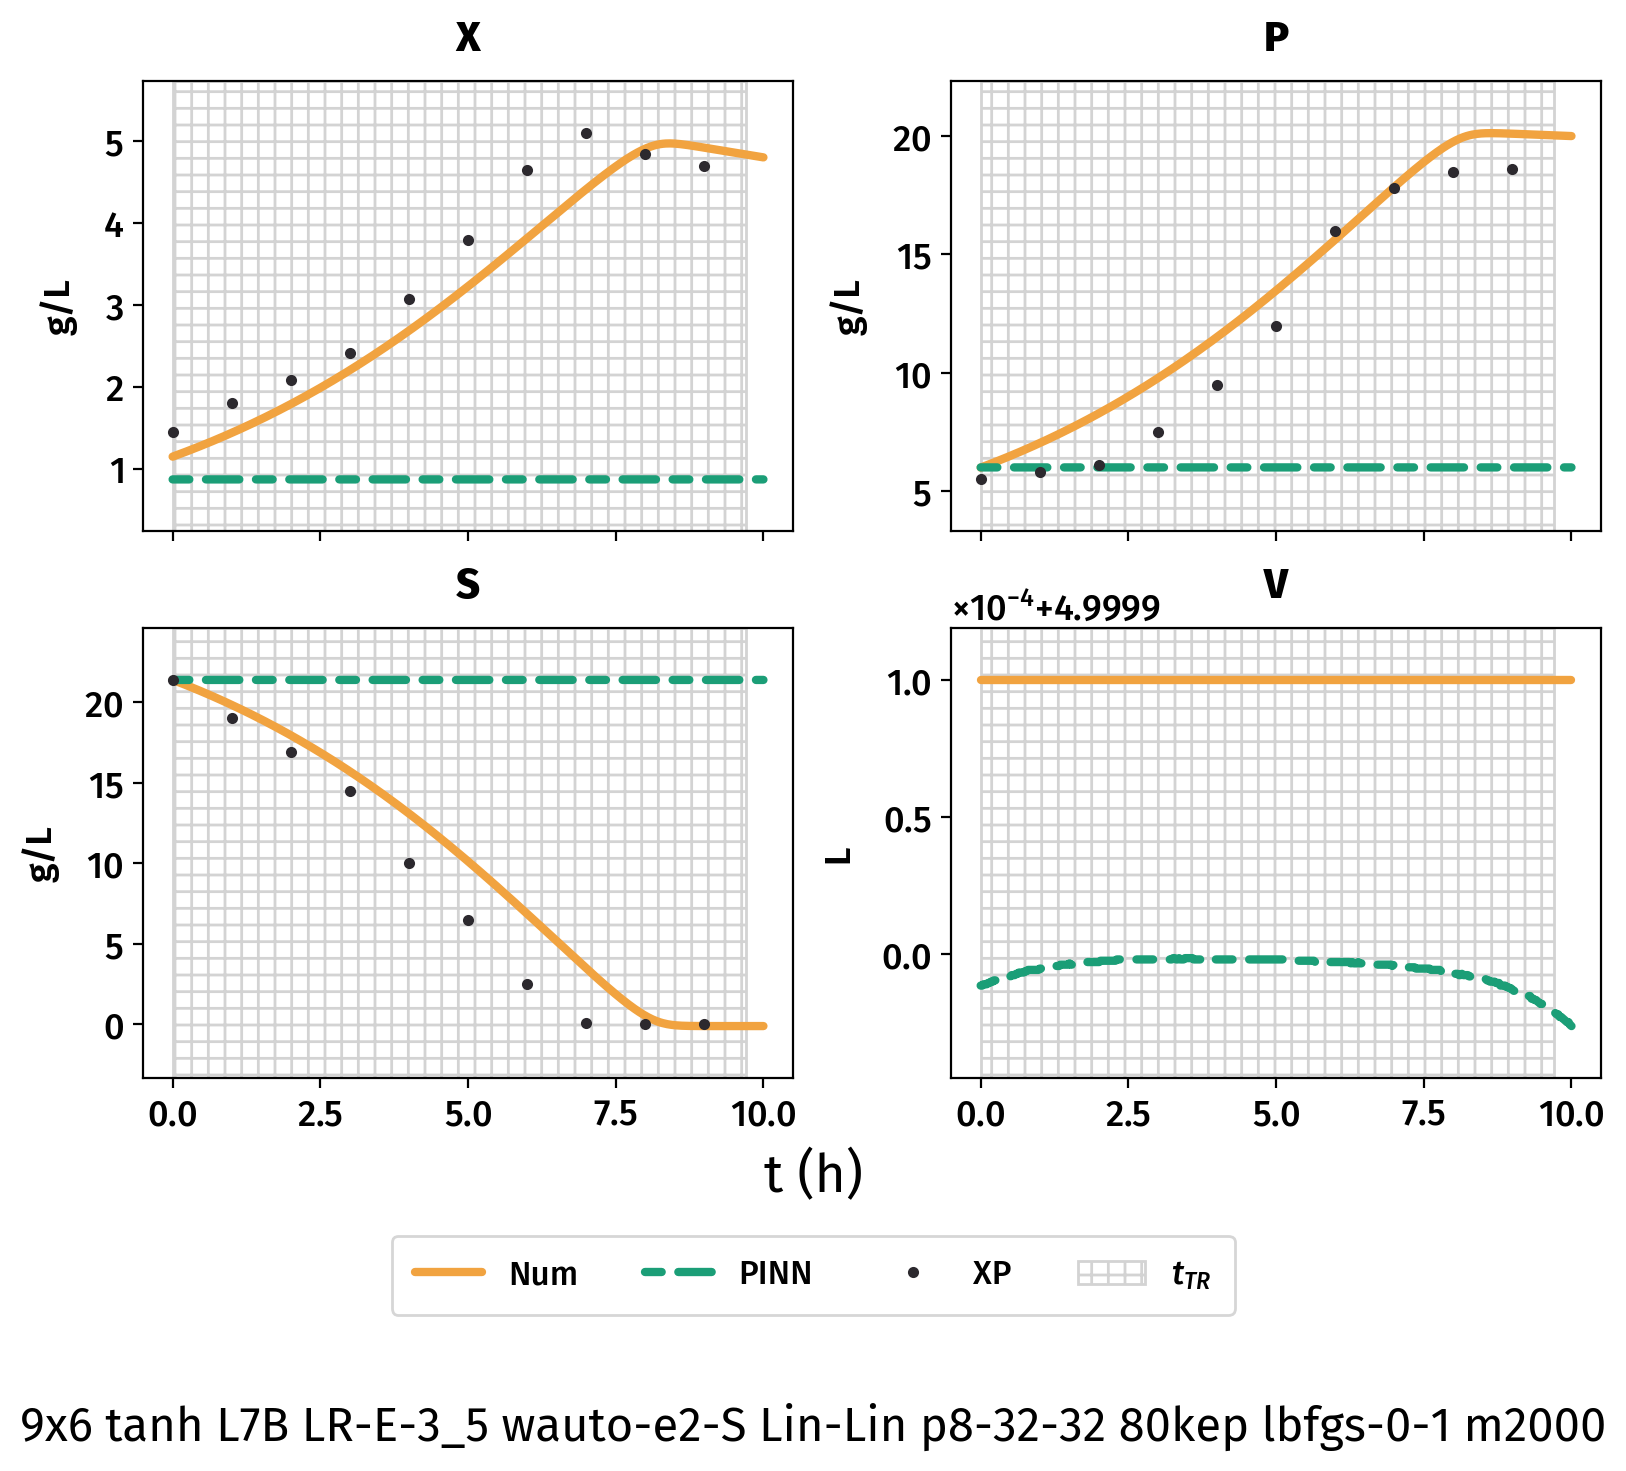 X
P
5
4
3
2
1
g/L
20
15
10
5
g/L
S
V
×10⁻⁴+4.9999
20
15
10
5
0
g/L
0.0 2.5 5.0 7.5 10.0
1.0
0.5
0.0
L
0.0 2.5 5.0 7.5 10.0
t (h)
Num PINN XP t_TR
9x6 tanh L7B LR-E-3_5 wauto-e2-S Lin-Lin p8-32-32 80kep lbfgs-0-1 m2000